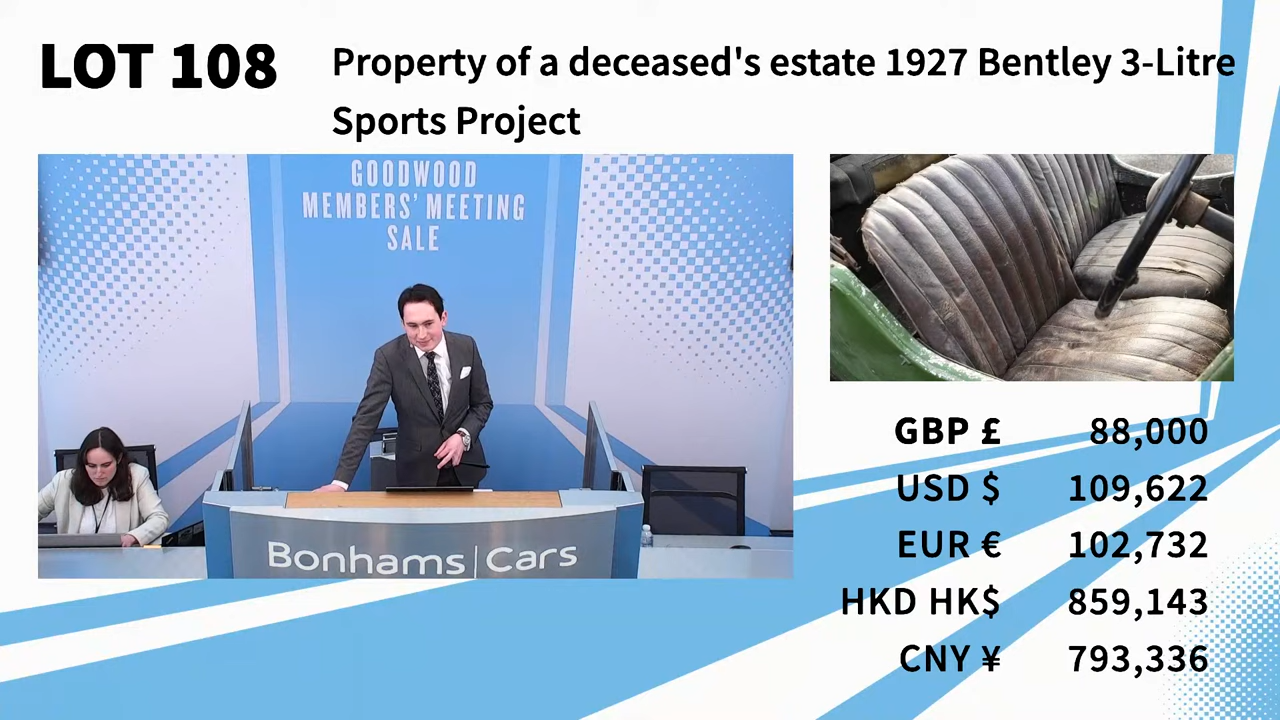 LOT 108
Property of a deceased's estate 1927 Bentley 3-Litre
Sports Project
GOODWOOD
MEMBERS' MEETING
SALE
Bonhams|Cars
GBP £ 88,000
USD $ 109,622
EUR € 102,732
HKD HK$ 859,143
CNY ¥ 793,336